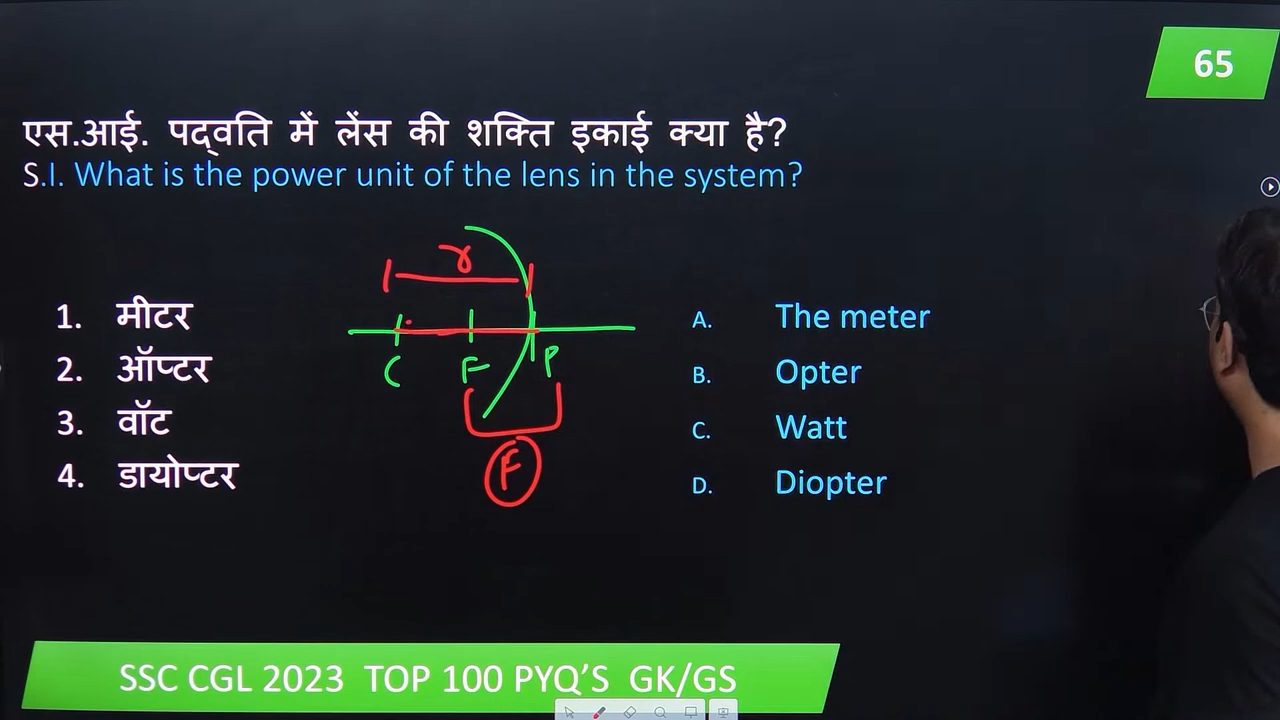 65
एस.आई. पद्वति में लेंस की शक्ति इकाई क्या है?
S.I. What is the power unit of the lens in the system?
1. मीटर
2. ऑप्टर
3. वॉट
4. डायोप्टर
r
C F P
F
A. The meter
B. Opter
C. Watt
D. Diopter
SSC CGL 2023 TOP 100 PYQ’S GK/GS